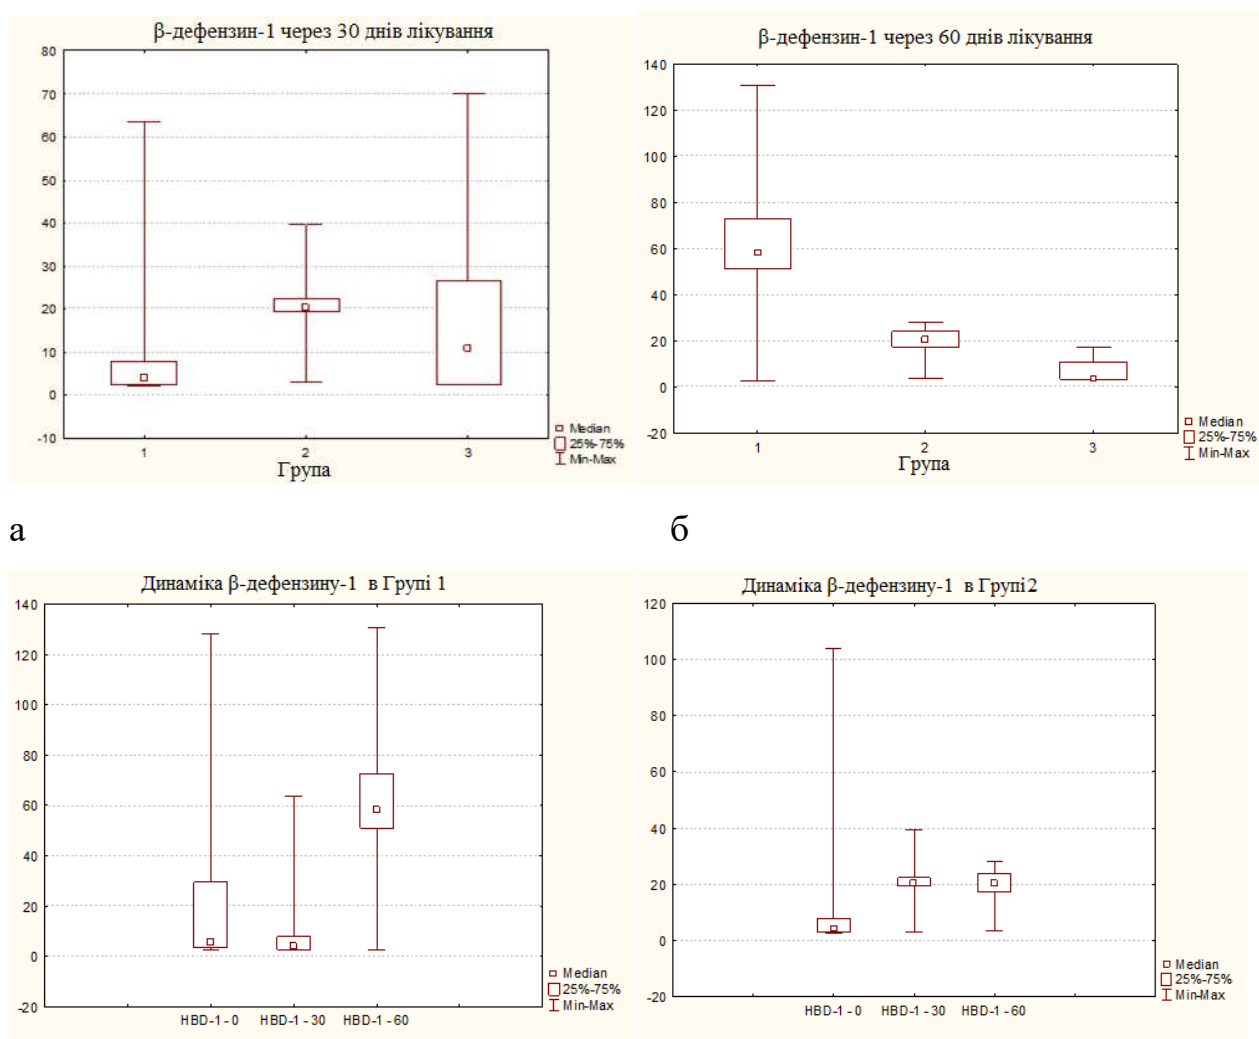 β-дефензин-1 через 30 днів лікування
80
70
60
50
40
30
20
10
0
-10
1
2
3
Група
Median
25%-75%
Min-Max
β-дефензин-1 через 60 днів лікування
140
120
100
80
60
40
20
0
-20
1
2
3
Група
Median
25%-75%
Min-Max
а
б
Динаміка β-дефензину-1 в Групі 1
140
120
100
80
60
40
20
0
-20
HBD-1 - 0
HBD-1 - 30
HBD-1 - 60
Median
25%-75%
Min-Max
Динаміка β-дефензину-1 в Групі2
120
100
80
60
40
20
0
-20
HBD-1 - 0
HBD-1 - 30
HBD-1 - 60
Median
25%-75%
Min-Max